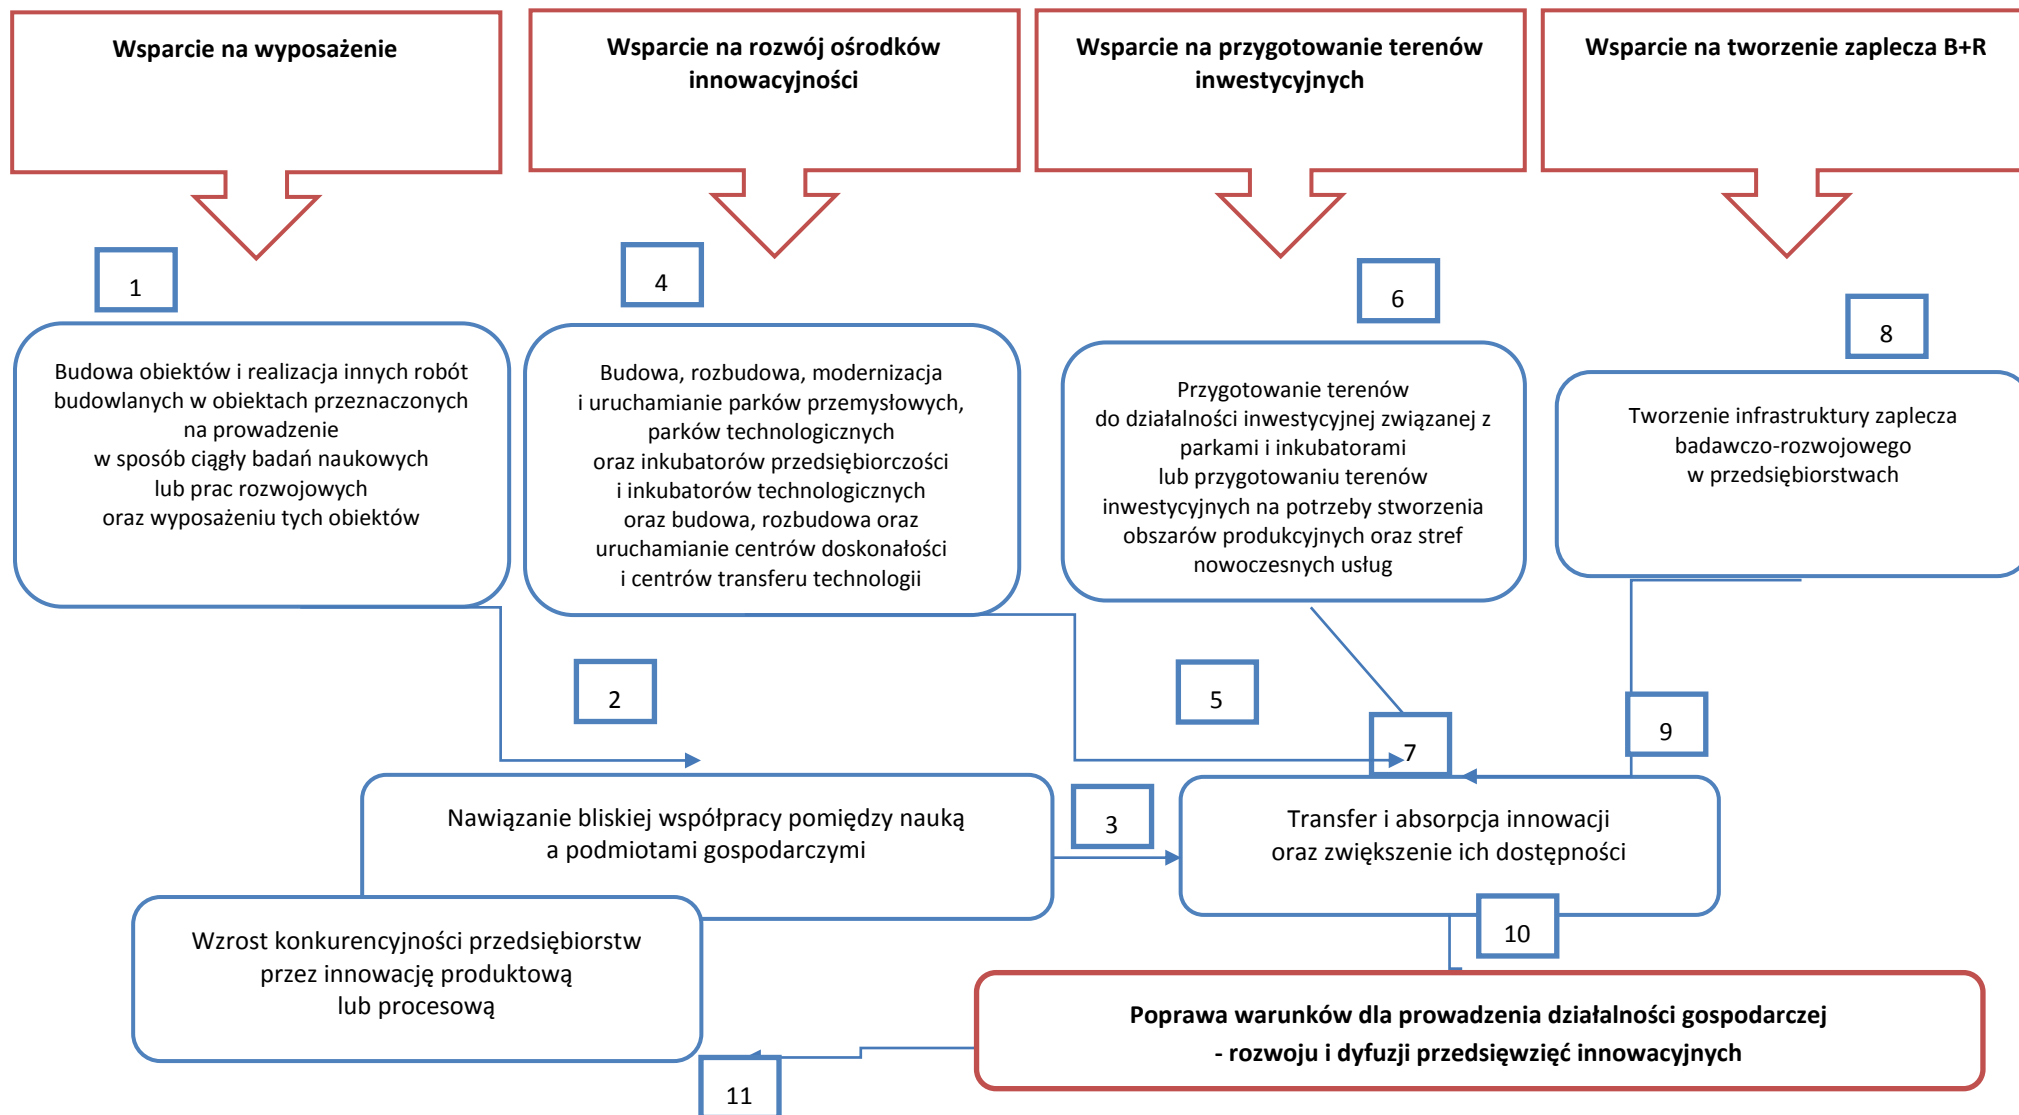 Wsparcie na wyposażenie
Wsparcie na rozwój ośrodków
innowacyjności
Wsparcie na przygotowanie terenów
inwestycyjnych
Wsparcie na tworzenie zaplecza B+R
1
4
6
8
Budowa obiektów i realizacja innych robót
budowlanych w obiektach przeznaczonych
na prowadzenie
w sposób ciągły badań naukowych
lub prac rozwojowych
oraz wyposażeniu tych obiektów
Budowa, rozbudowa, modernizacja
i uruchamianie parków przemysłowych,
parków technologicznych
oraz inkubatorów przedsiębiorczości
i inkubatorów technologicznych
oraz budowa, rozbudowa oraz
uruchamianie centrów doskonałości
i centrów transferu technologii
Przygotowanie terenów
do działalności inwestycyjnej związanej z
parkami i inkubatorami
lub przygotowaniu terenów
inwestycyjnych na potrzeby stworzenia
obszarów produkcyjnych oraz stref
nowoczesnych usług
Tworzenie infrastruktury zaplecza
badawczo-rozwojowego
w przedsiębiorstwach
2
5
7
9
Nawiązanie bliskiej współpracy pomiędzy nauką
a podmiotami gospodarczymi
3
Transfer i absorpcja innowacji
oraz zwiększenie ich dostępności
10
Wzrost konkurencyjności przedsiębiorstw
przez innowację produktową
lub procesową
Poprawa warunków dla prowadzenia działalności gospodarczej
- rozwoju i dyfuzji przedsięwzięć innowacyjnych
11